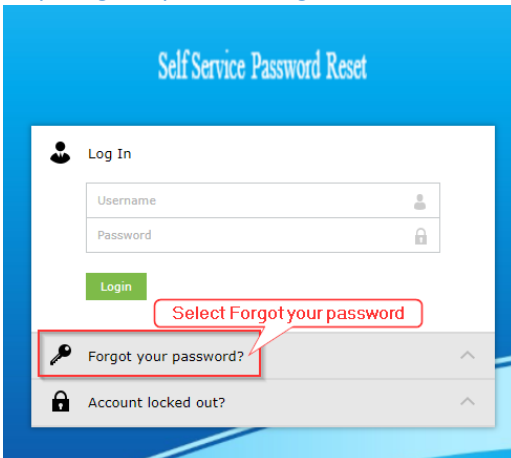 Self Service Password Reset
Log In
Username
Password
Login
Select Forgot your password
Forgot your password?
Account locked out?